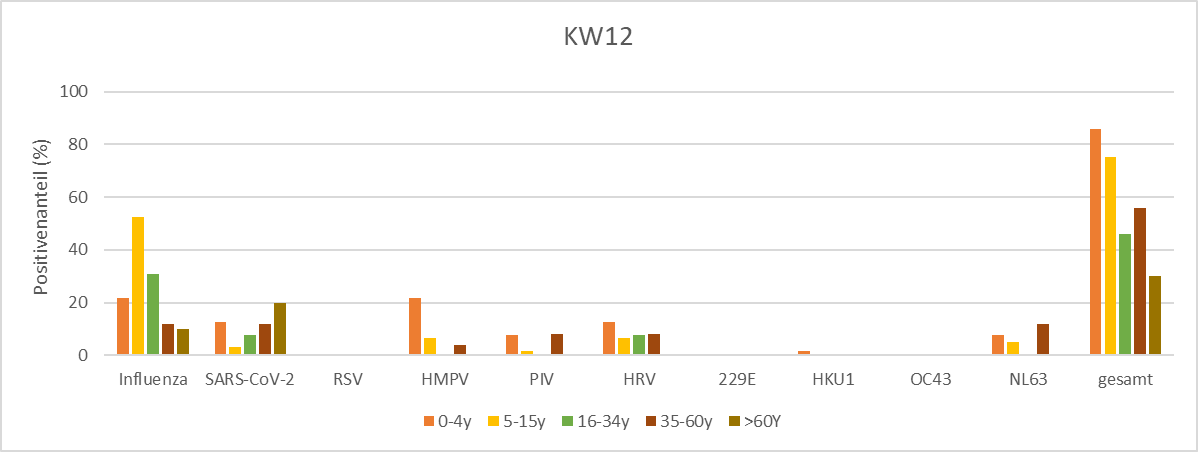 KW12
Positivenanteil (%)
100
80
60
40
20
0
Influenza SARS-CoV-2 RSV HMPV PIV HRV 229E HKU1 OC43 NL63 gesamt
0-4y 5-15y 16-34y 35-60y >60Y